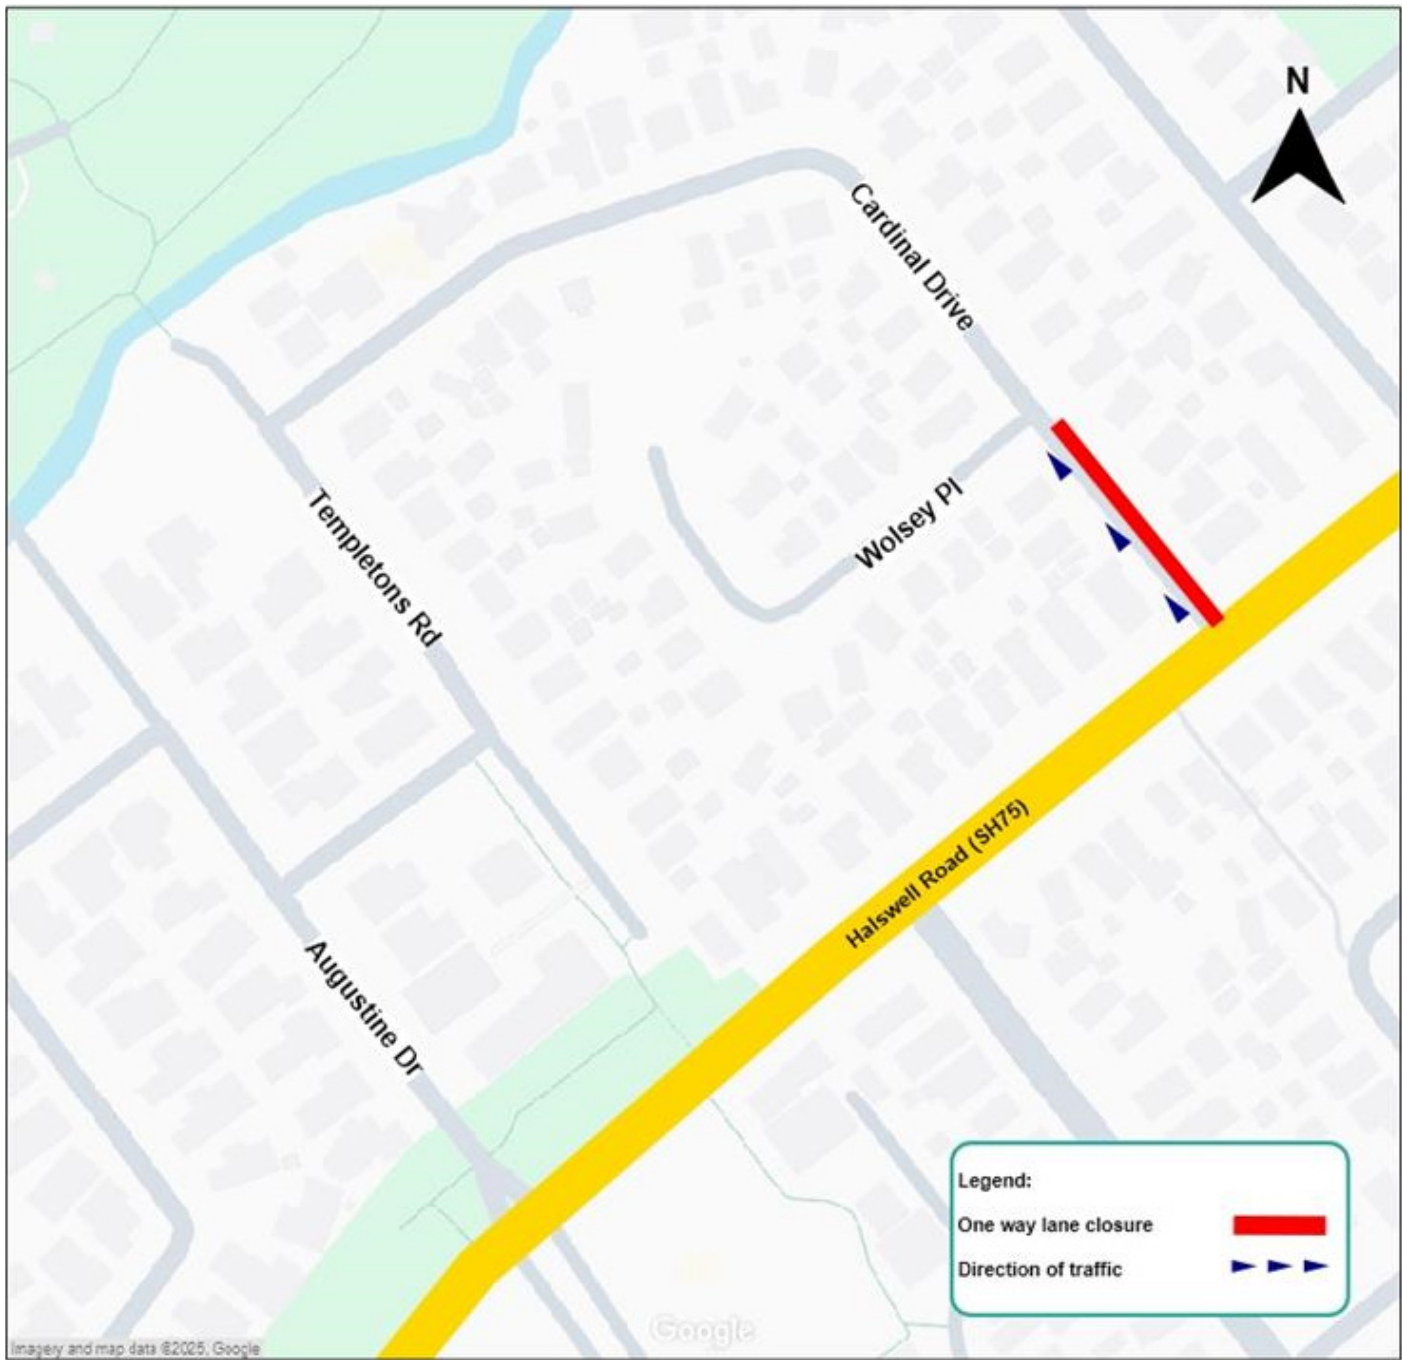 N
Cardinal Drive
Wolsey Pl
Templetons Rd
Halswell Road (SH75)
Augustine Dr
Legend:
One way lane closure
Direction of traffic
Google
Imagery and map data ©2025, Google